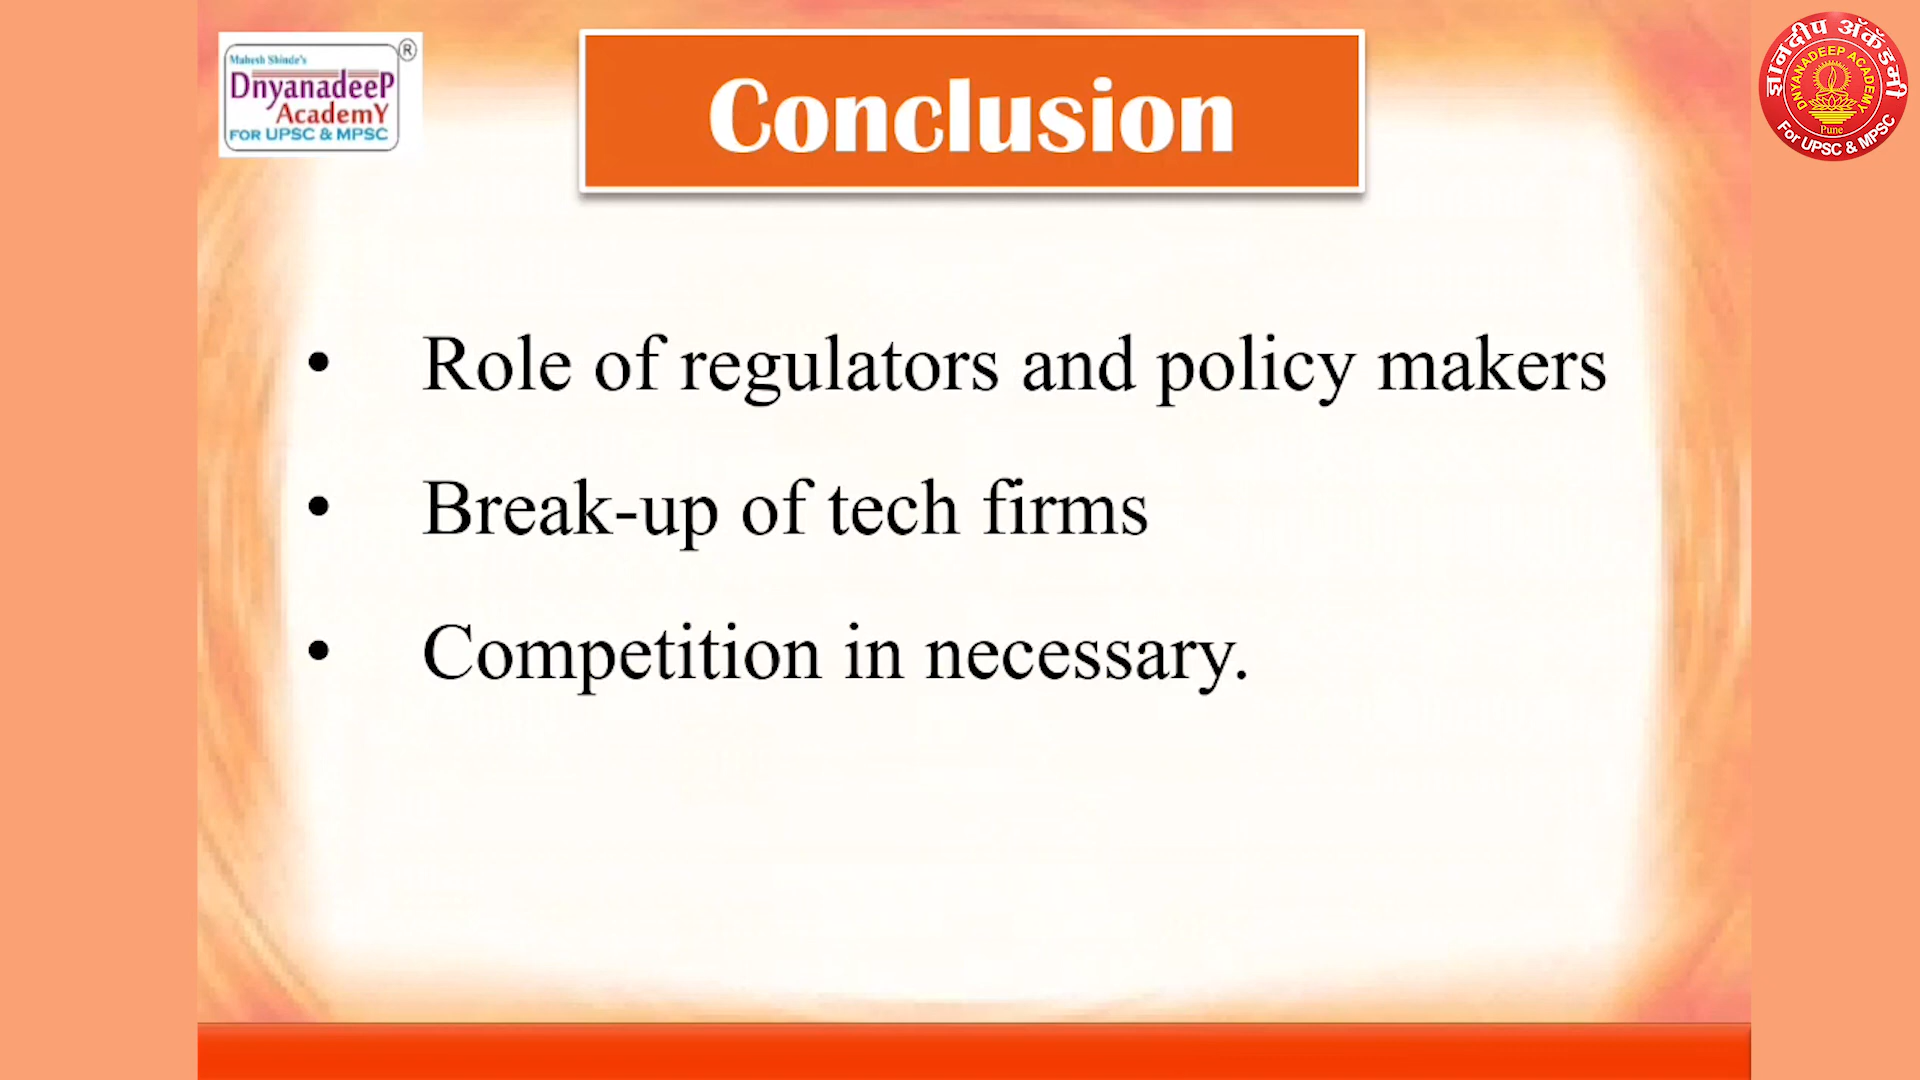 Mahesh Shinde's
DnyanadeeP
AcademY
FOR UPSC & MPSC
®
Conclusion
ज्ञानदीप अ‍ॅकॅडमी
DNYANADEEP ACADEMY
Pune
For UPSC & MPSC
• Role of regulators and policy makers
• Break-up of tech firms
• Competition in necessary.